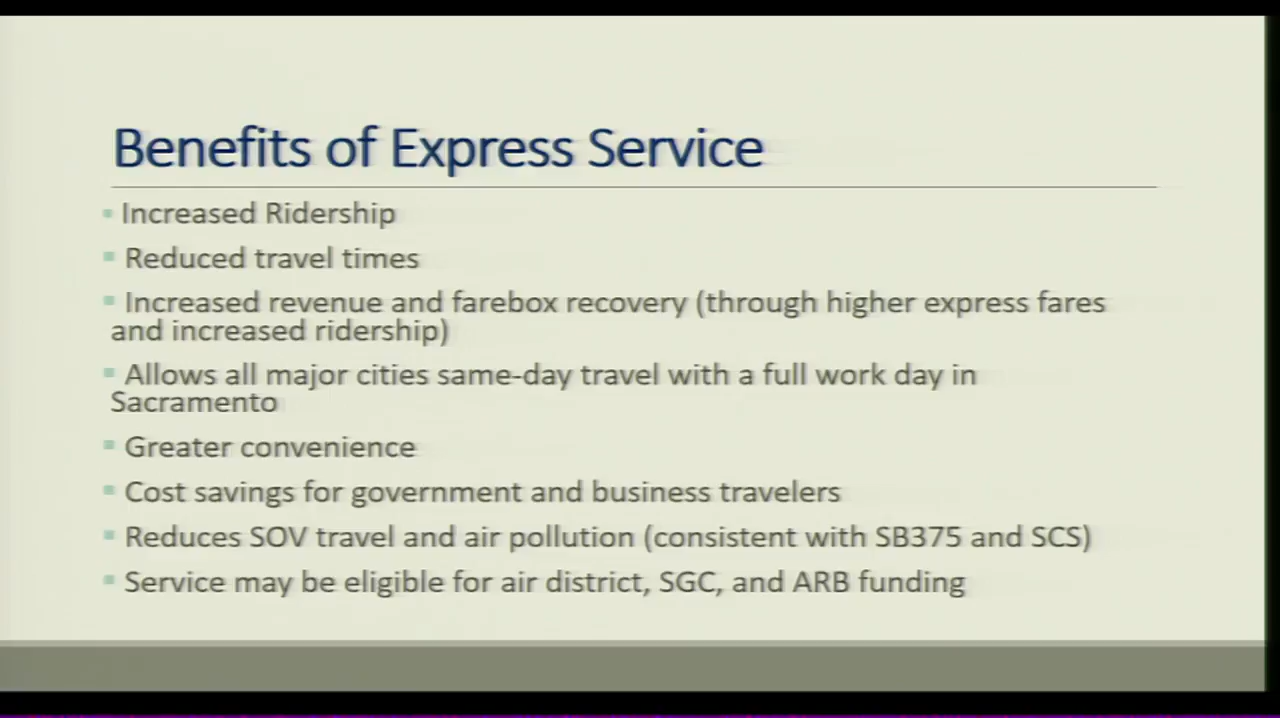 Benefits of Express Service
▪ Increased Ridership
▪ Reduced travel times
▪ Increased revenue and farebox recovery (through higher express fares
and increased ridership)
▪ Allows all major cities same-day travel with a full work day in
Sacramento
▪ Greater convenience
▪ Cost savings for government and business travelers
▪ Reduces SOV travel and air pollution (consistent with SB375 and SCS)
▪ Service may be eligible for air district, SGC, and ARB funding